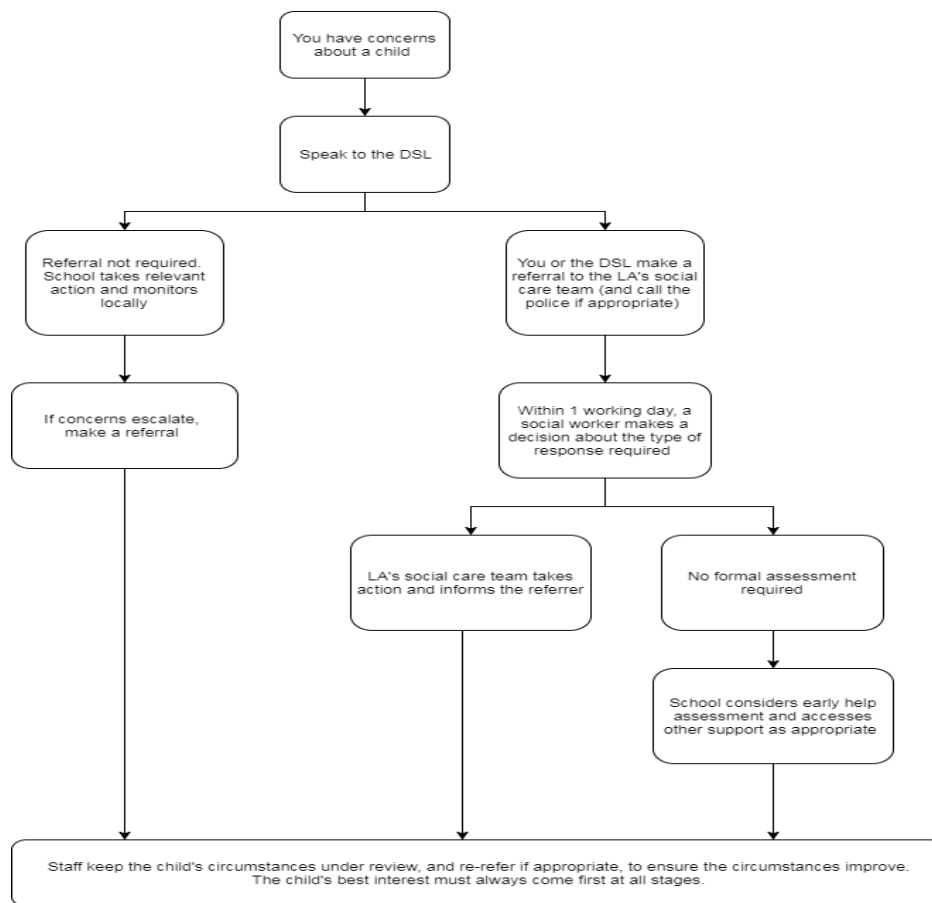 You have concerns
about a child
Speak to the DSL
Referral not required.
School takes relevant
action and monitors
locally
You or the DSL make a
referral to the LA's social
care team (and call the
police if appropriate)
If concerns escalate,
make a referral
Within 1 working day, a
social worker makes a
decision about the type of
response required
LA's social care team takes
action and informs the referrer
No formal assessment
required
School considers early help
assessment and accesses
other support as appropriate
Staff keep the child's circumstances under review, and re-refer if appropriate, to ensure the circumstances improve.
The child's best interest must always come first at all stages.